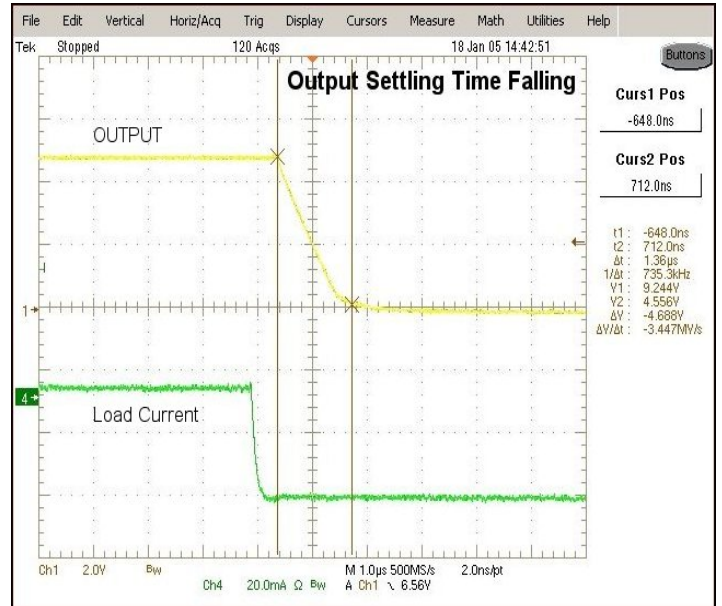 File Edit Vertical Horiz/Acq Trig Display Cursors Measure Math Utilities Help
Tek Stopped 120 Acqs 18 Jan 05 14:42:51
Buttons
Output Settling Time Falling
Curs1 Pos
-648.0ns
OUTPUT
Curs2 Pos
712.0ns
t1 : -648.0ns
t2 : 712.0ns
Δt : 1.36µs
1/Δt : 735.3kHz
V1 : 9.244V
V2 : 4.556V
ΔV : -4.688V
ΔV/Δt : -3.447MV/s
1
4
Load Current
Ch1 2.0V Bw M 1.0µs 500MS/s 2.0ns/pt
Ch4 20.0mA Ω Bw A Ch1 \ 6.56V